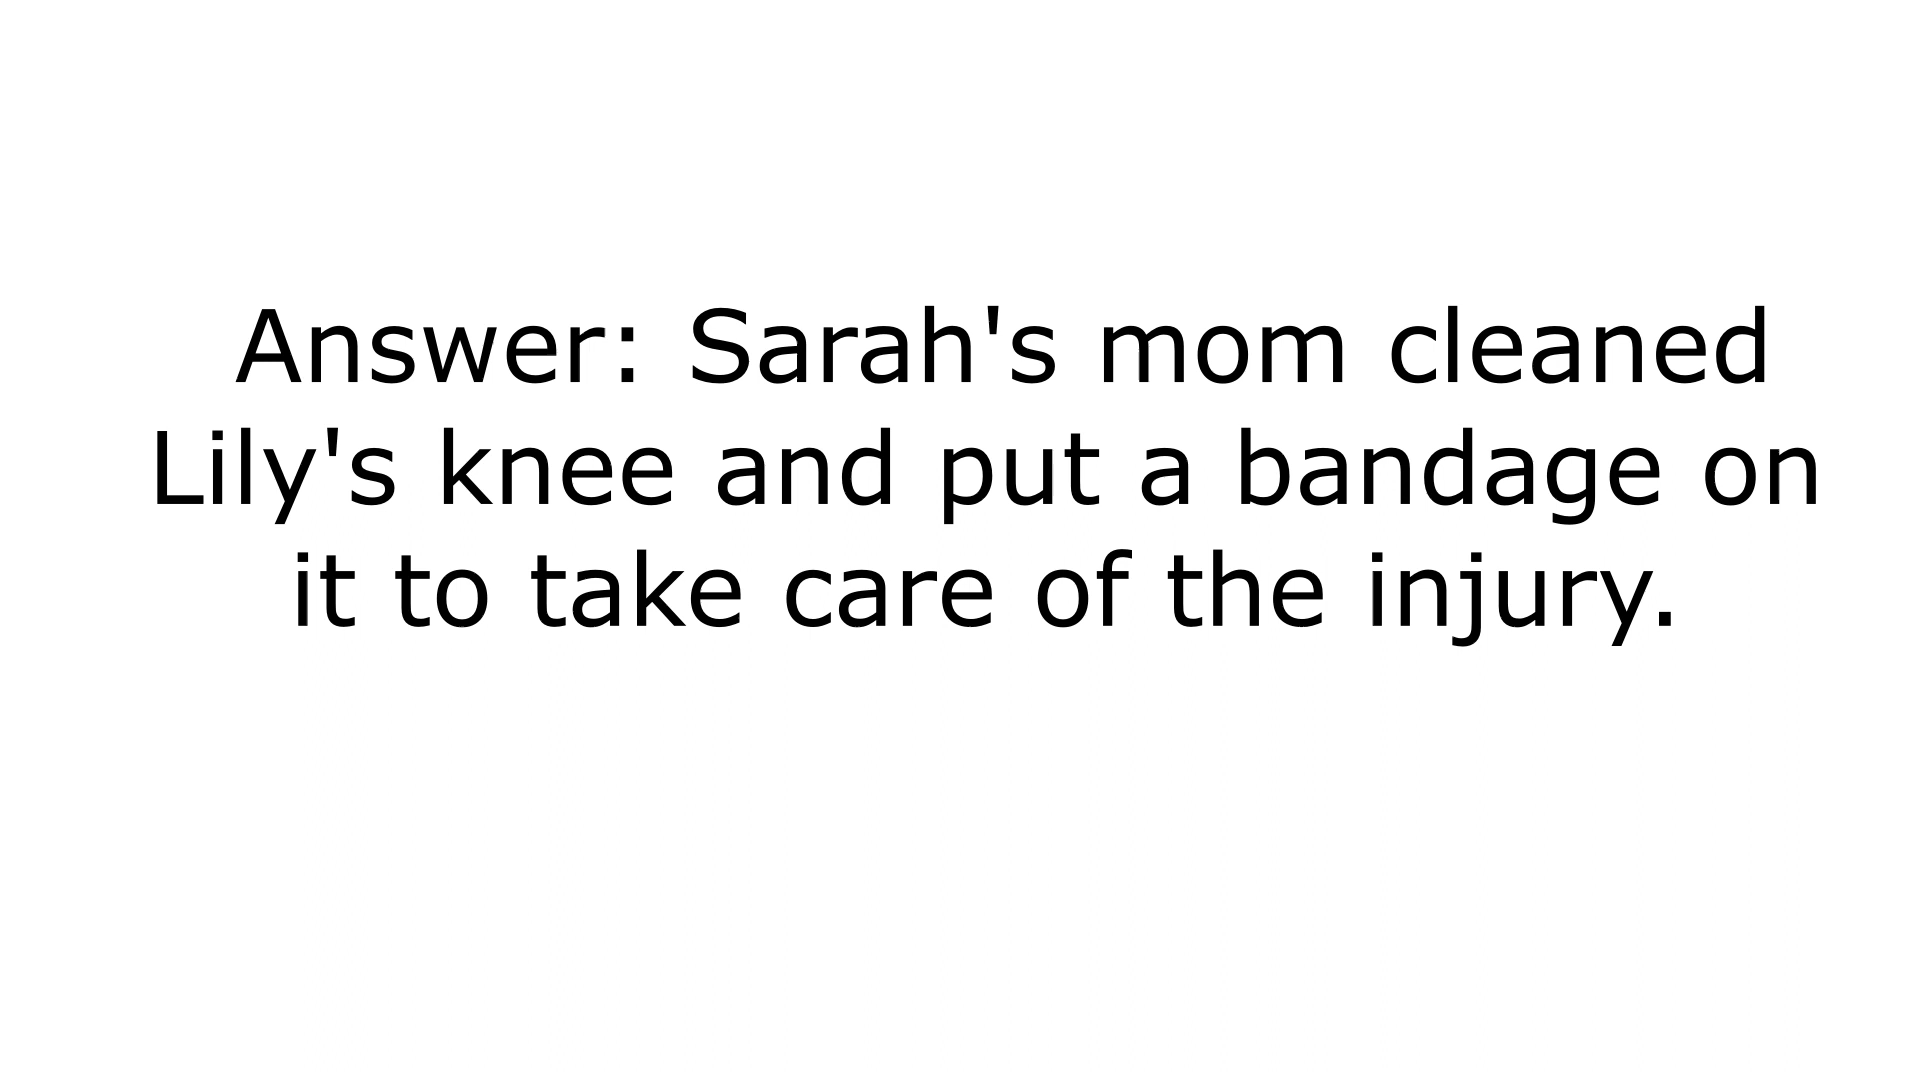 Answer: Sarah's mom cleaned
Lily's knee and put a bandage on
it to take care of the injury.